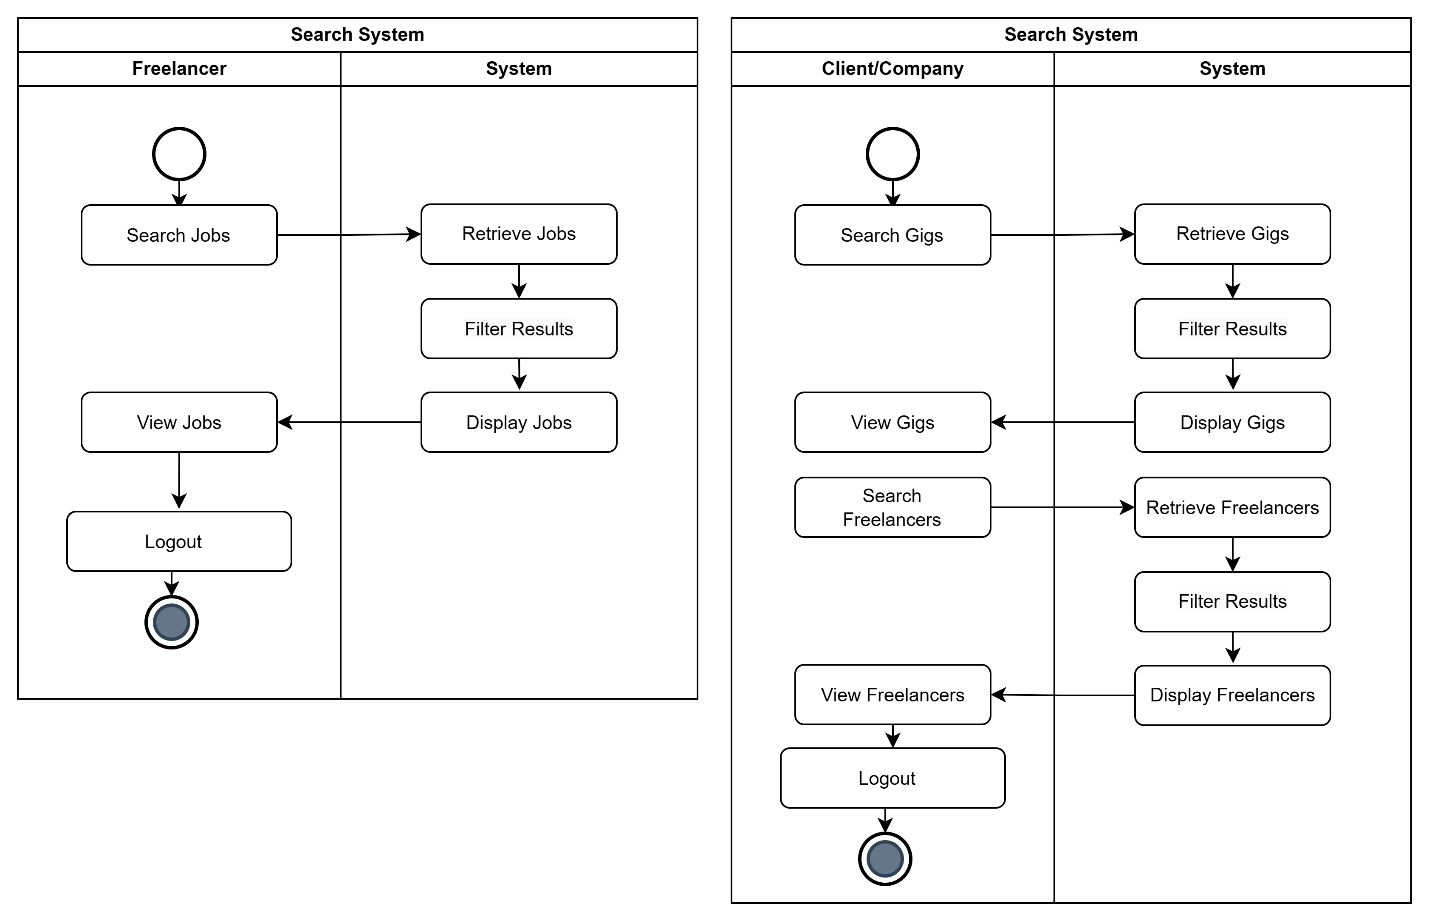 Search System
Freelancer
System
Search Jobs
Retrieve Jobs
Filter Results
View Jobs
Display Jobs
Logout
Search System
Client/Company
System
Search Gigs
Retrieve Gigs
Filter Results
View Gigs
Display Gigs
Search
Freelancers
Retrieve Freelancers
Filter Results
View Freelancers
Display Freelancers
Logout